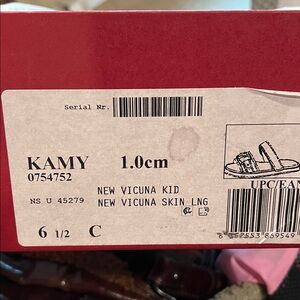 Serial Nr.
KAMY 1.0cm
0754752
UPC/EAN
NEW VICUNA KID
NS U 45279 NEW VICUNA SKIN LNG
6 1/2 C